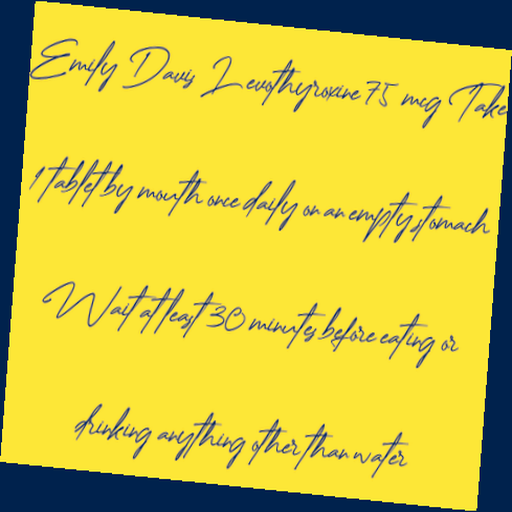 Emily Davis Levothyroxine 75 mcg Take
1 tablet by mouth once daily on an empty stomach
Wait at least 30 minutes before eating or
drinking anything other than water